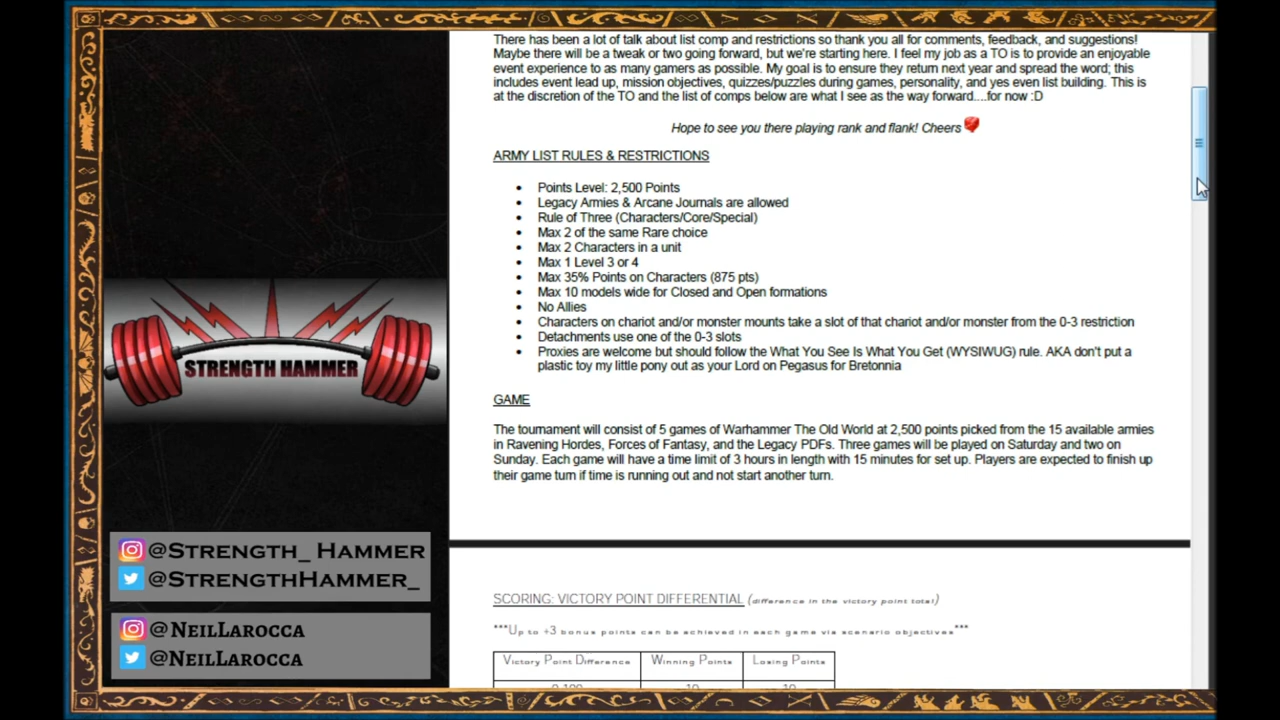 There has been a lot of talk about list comp and restrictions so thank you all for comments, feedback, and suggestions!
Maybe there will be a tweak or two going forward, but we're starting here. I feel my job as a TO is to provide an enjoyable
event experience to as many gamers as possible. My goal is to ensure they return next year and spread the word; this
includes event lead up, mission objectives, quizzes/puzzles during games, personality, and yes even list building. This is
at the discretion of the TO and the list of comps below are what I see as the way forward....for now :D
Hope to see you there playing rank and flank! Cheers
ARMY LIST RULES & RESTRICTIONS
• Points Level: 2,500 Points
• Legacy Armies & Arcane Journals are allowed
• Rule of Three (Characters/Core/Special)
• Max 2 of the same Rare choice
• Max 2 Characters in a unit
• Max 1 Level 3 or 4
• Max 35% Points on Characters (875 pts)
• Max 10 models wide for Closed and Open formations
• No Allies
• Characters on chariot and/or monster mounts take a slot of that chariot and/or monster from the 0-3 restriction
• Detachments use one of the 0-3 slots
• Proxies are welcome but should follow the What You See Is What You Get (WYSIWUG) rule. AKA don't put a
plastic toy my little pony out as your Lord on Pegasus for Bretonnia
GAME
The tournament will consist of 5 games of Warhammer The Old World at 2,500 points picked from the 15 available armies
in Ravening Hordes, Forces of Fantasy, and the Legacy PDFs. Three games will be played on Saturday and two on
Sunday. Each game will have a time limit of 3 hours in length with 15 minutes for set up. Players are expected to finish up
their game turn if time is running out and not start another turn.
SCORING: VICTORY POINT DIFFERENTIAL (difference in the victory point total)
***Up to +3 bonus points can be achieved in each game via scenario objectives***
Victory Point Difference Winning Points Losing Points
STRENGTH HAMMER
@STRENGTH_HAMMER
@STRENGTHHAMMER_
@NEILLAROCCA
@NEILLAROCCA